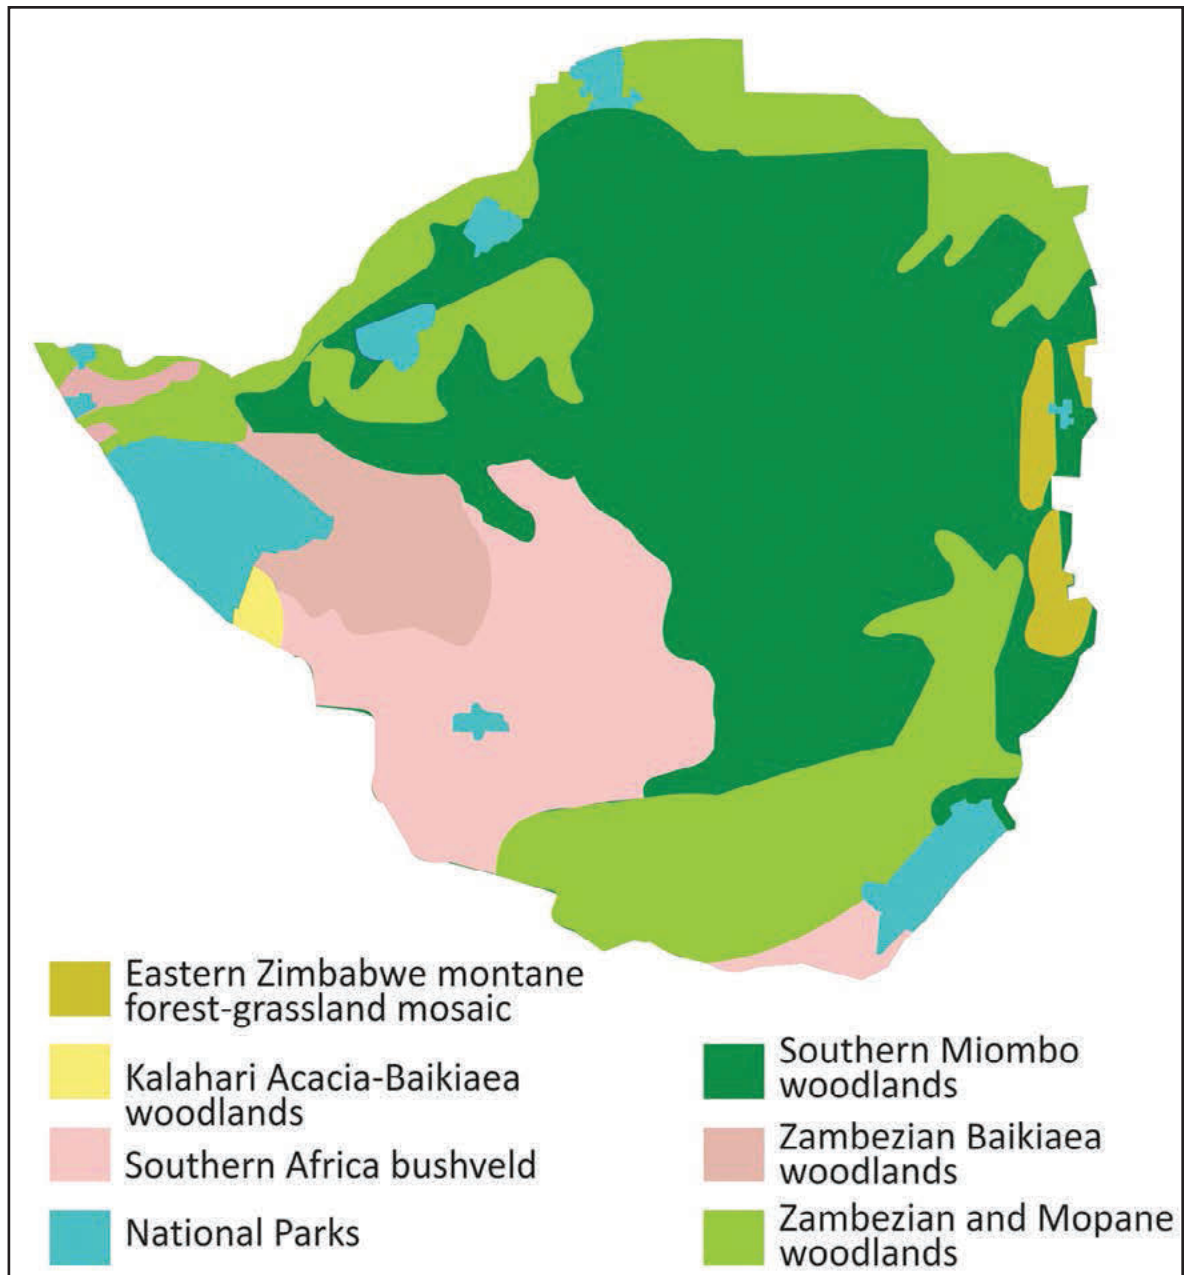 Eastern Zimbabwe montane
forest-grassland mosaic
Kalahari Acacia-Baikiaea
woodlands
Southern Africa bushveld
National Parks
Southern Miombo
woodlands
Zambezian Baikiaea
woodlands
Zambezian and Mopane
woodlands